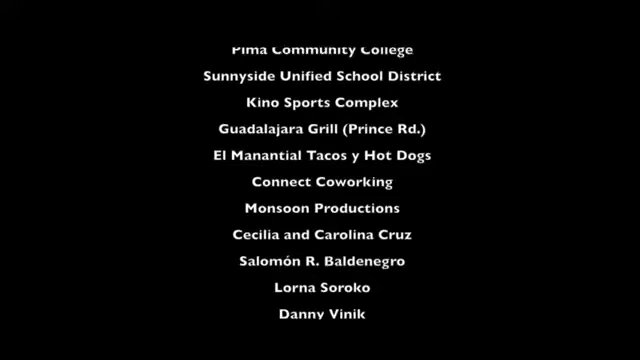 Pima Community College
Sunnyside Unified School District
Kino Sports Complex
Guadalajara Grill (Prince Rd.)
El Manantial Tacos y Hot Dogs
Connect Coworking
Monsoon Productions
Cecilia and Carolina Cruz
Salomón R. Baldenegro
Lorna Soroko
Danny Vinik